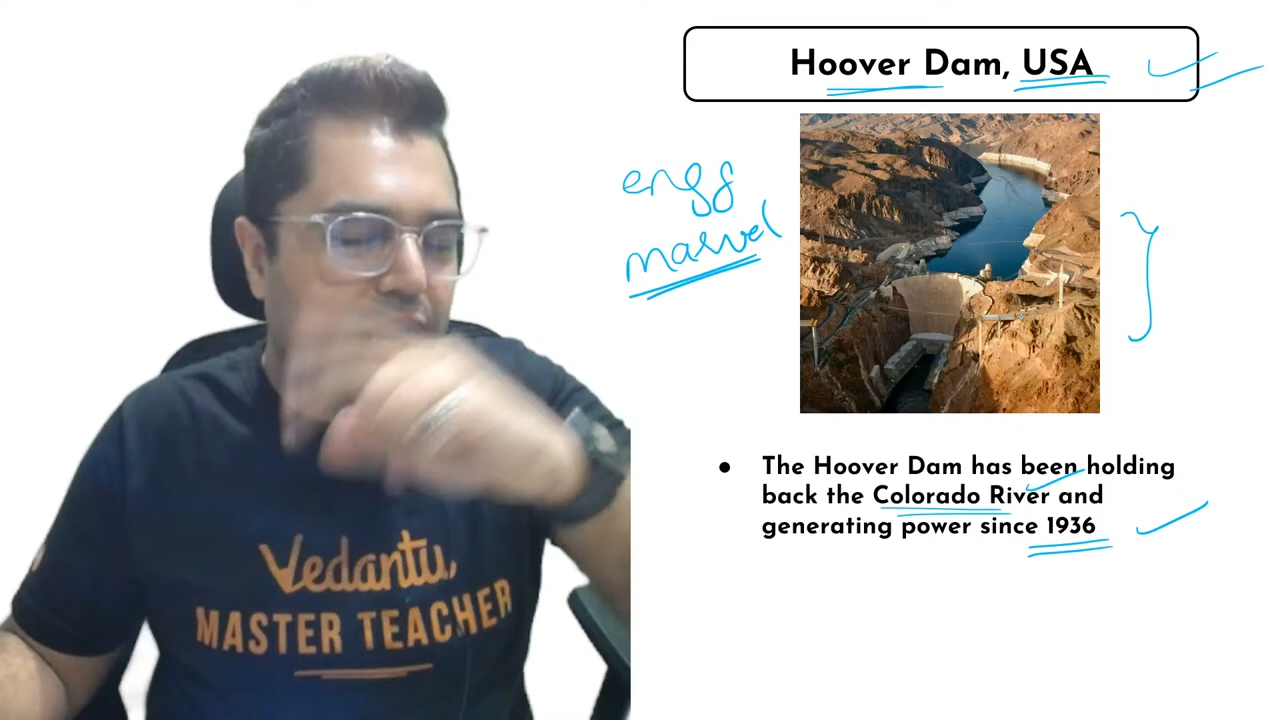 Hoover Dam, USA
engg
marvel
● The Hoover Dam has been holding
back the Colorado River and
generating power since 1936
Vedantu
MASTER TEACHER